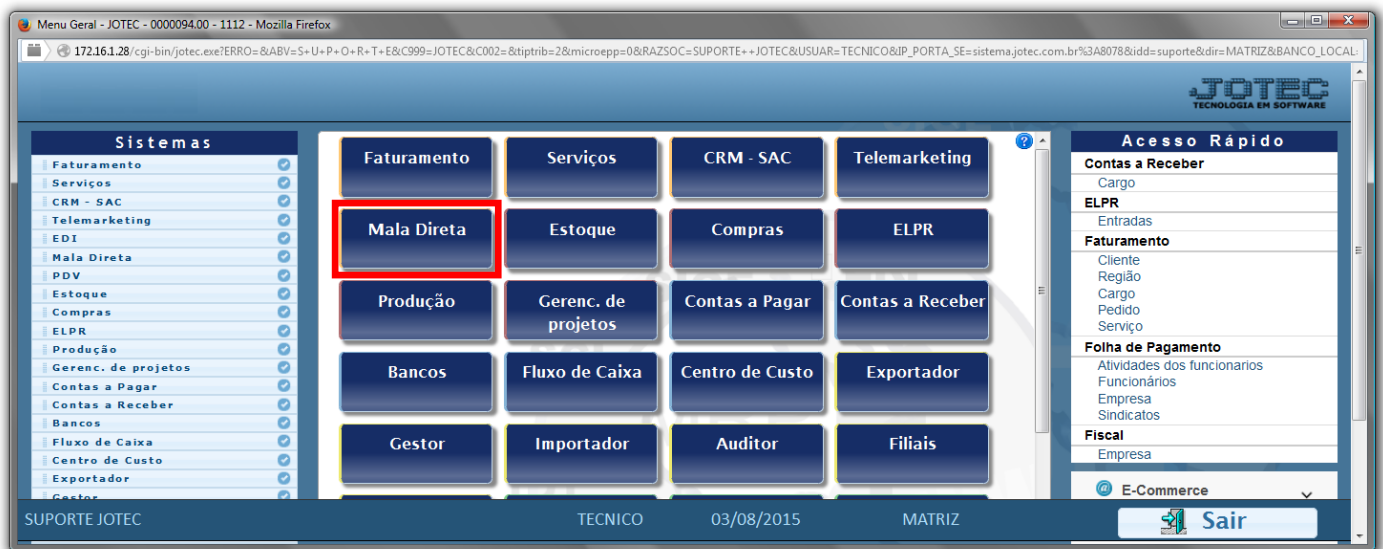 Menu Geral - JOTEC - 0000094.00 - 1112 - Mozilla Firefox
172.16.1.28/cgi-bin/jotec.exe?ERRO=&ABV=S+U+P+O+R+T+E&C999=JOTEC&C002=&tiptrib=2&microepp=0&RAZSOC=SUPORTE++JOTEC&USUAR=TECNICO&IP_PORTA_SE=sistema.jotec.com.br%3A8078&idd=suporte&dir=MATRIZ&BANCO_LOCAL=
JOTEC
TECNOLOGIA EM SOFTWARE
Sistemas
Faturamento
Serviços
CRM - SAC
Telemarketing
EDI
Mala Direta
PDV
Estoque
Compras
ELPR
Produção
Gerenc. de projetos
Contas a Pagar
Contas a Receber
Bancos
Fluxo de Caixa
Centro de Custo
Exportador
Gestor
Faturamento
Serviços
CRM - SAC
Telemarketing
Mala Direta
Estoque
Compras
ELPR
Produção
Gerenc. de
projetos
Contas a Pagar
Contas a Receber
Bancos
Fluxo de Caixa
Centro de Custo
Exportador
Gestor
Importador
Auditor
Filiais
Acesso Rápido
Contas a Receber
Cargo
ELPR
Entradas
Faturamento
Cliente
Região
Cargo
Pedido
Serviço
Folha de Pagamento
Atividades dos funcionarios
Funcionários
Empresa
Sindicatos
Fiscal
Empresa
E-Commerce
SUPORTE JOTEC
TECNICO
03/08/2015
MATRIZ
Sair